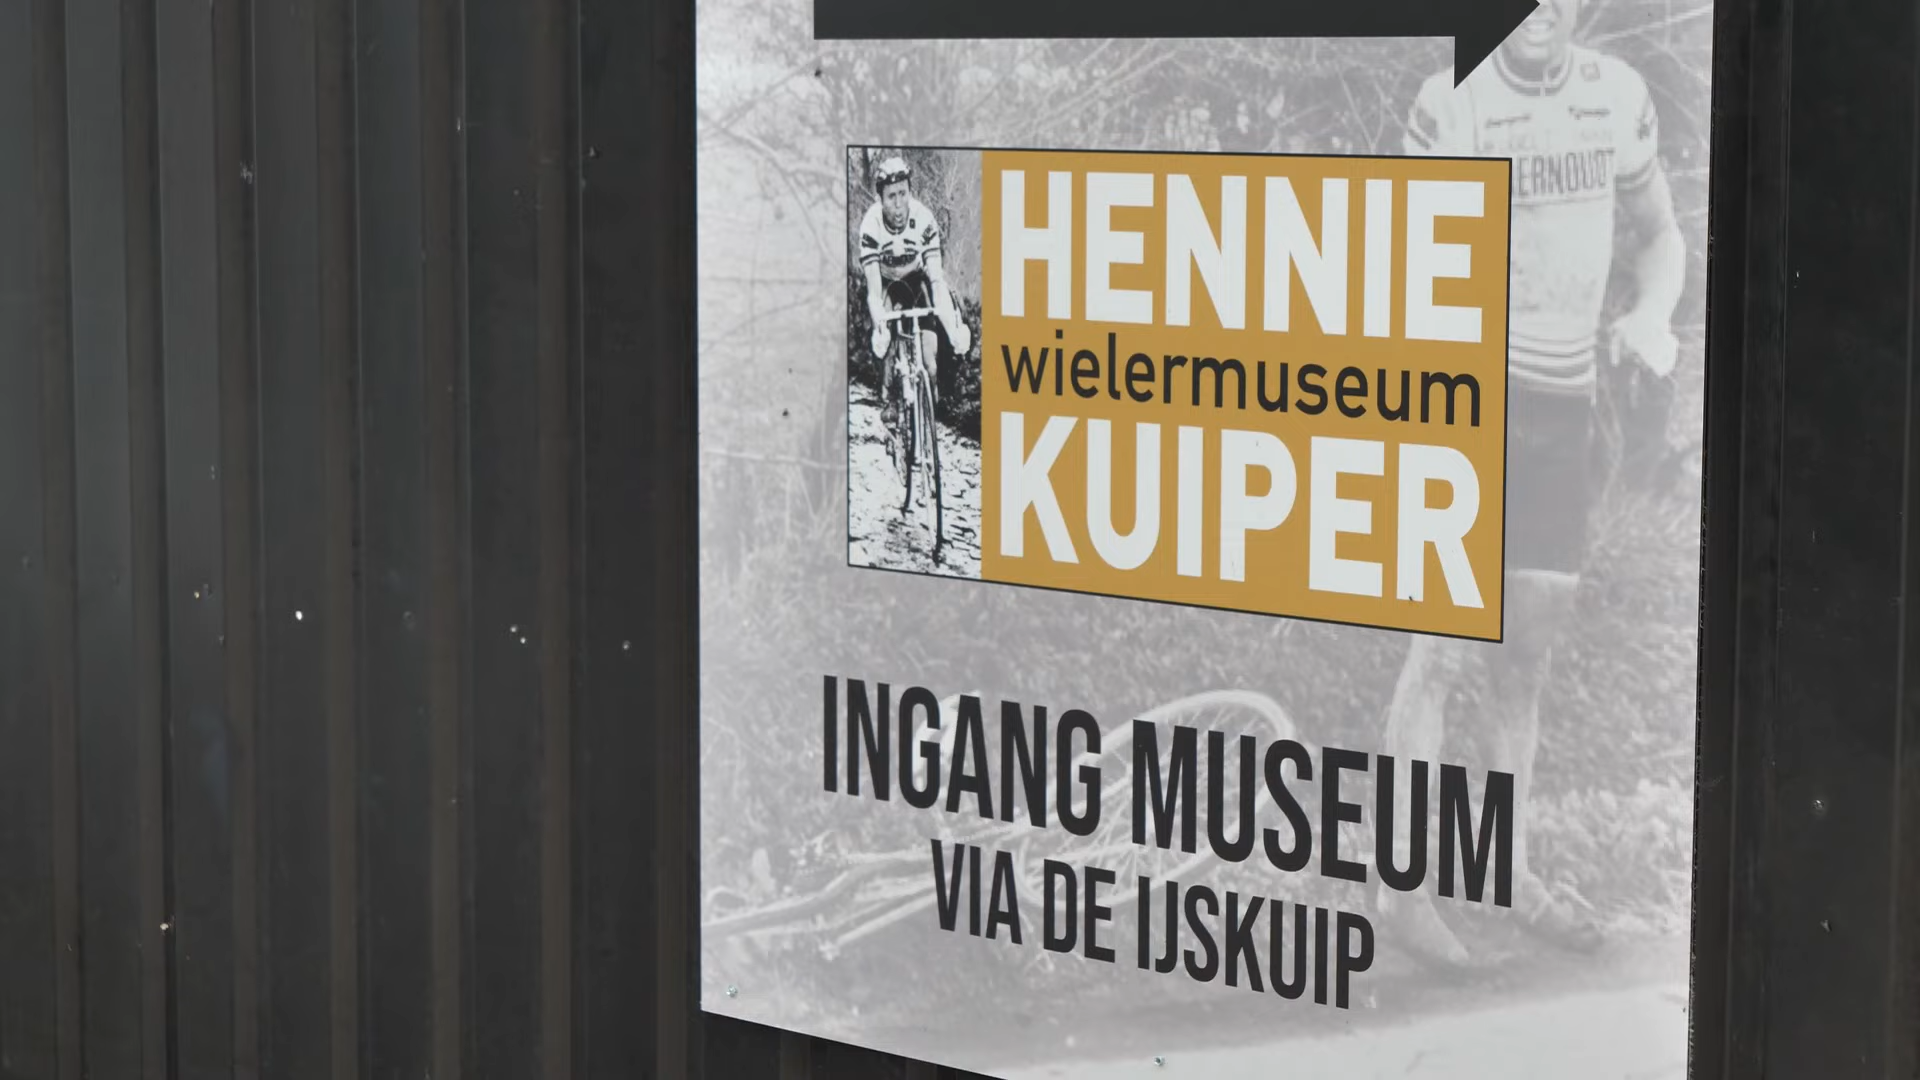 HENNIE
wielermuseum
KUIPER
INGANG MUSEUM
VIA DE IJSKUIP